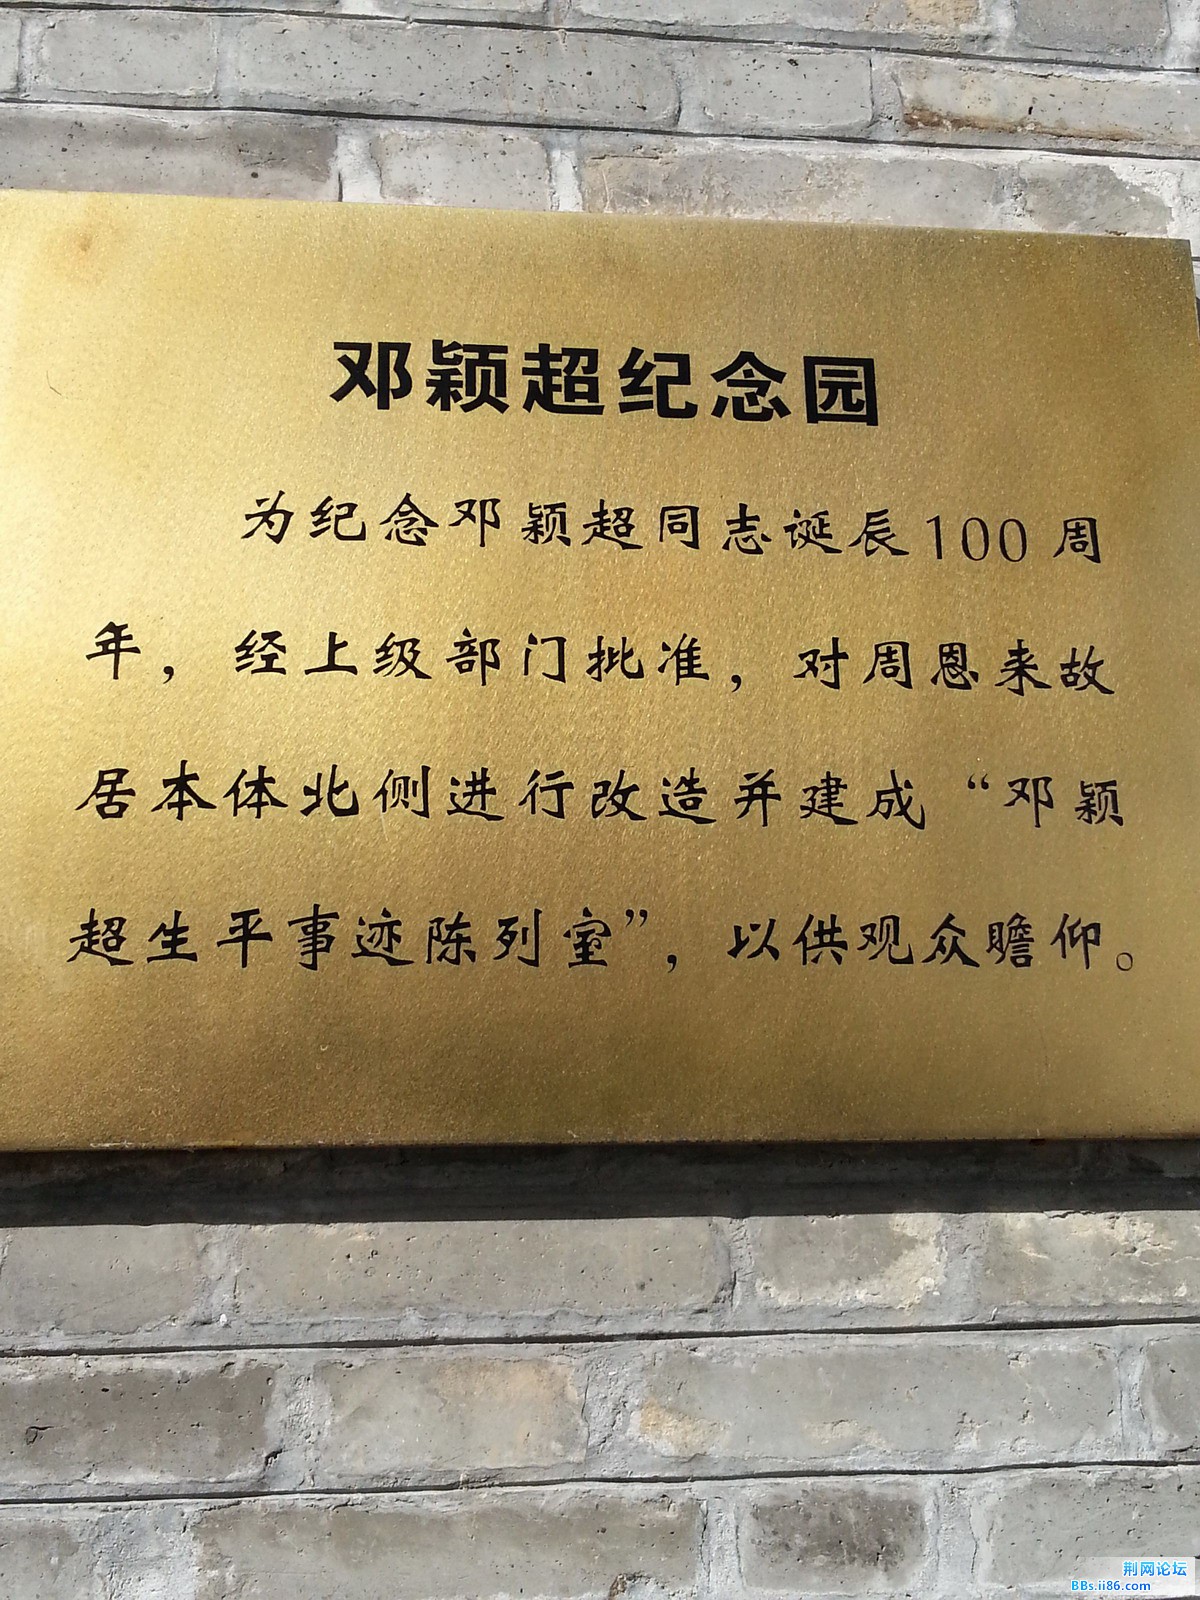 邓颖超纪念园
为纪念邓颖超同志诞辰100周
年，经上级部门批准，对周恩来故
居本体北侧进行改造并建成“邓颖
超生平事迹陈列室”，以供观众瞻仰。
荆网论坛
BBs.ii86.com